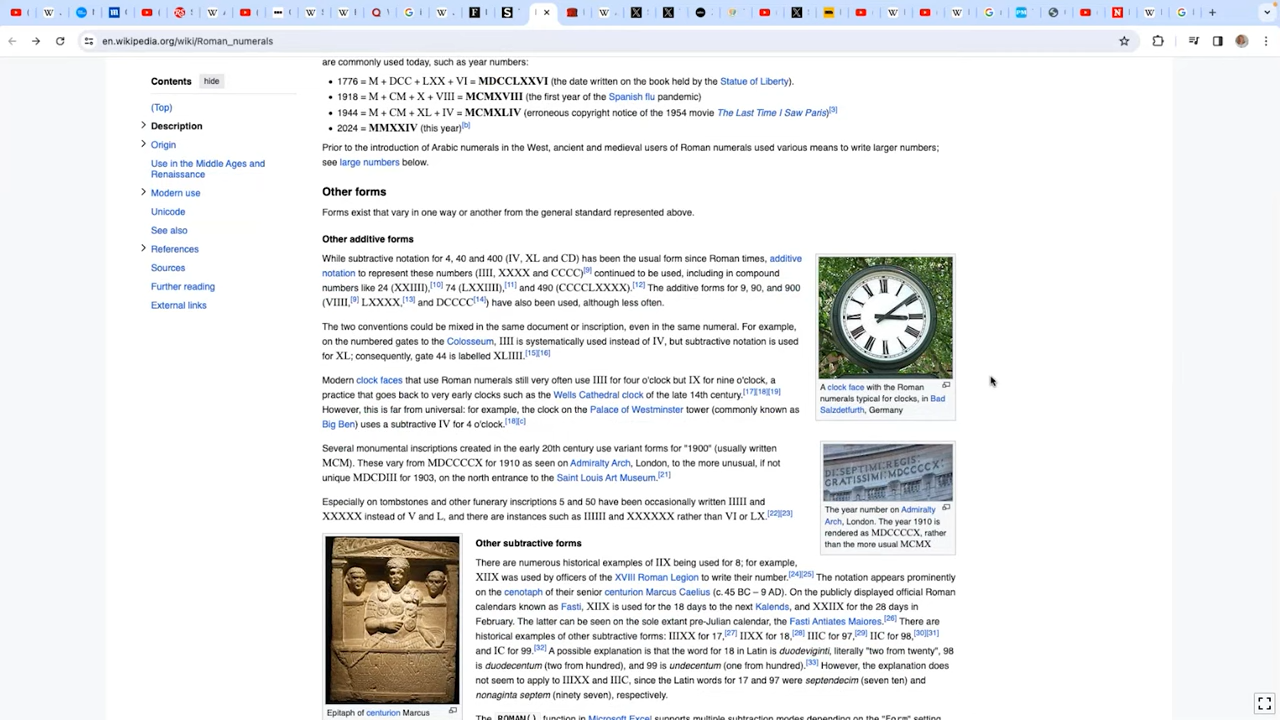 en.wikipedia.org/wiki/Roman_numerals
Contents hide
(Top)
Description
Origin
Use in the Middle Ages and
Renaissance
Modern use
Unicode
See also
References
Sources
Further reading
External links
are commonly used today, such as year numbers:
• 1776 = M + DCC + LXX + VI = MDCCLXXVI (the date written on the book held by the Statue of Liberty).
• 1918 = M + CM + X + VIII = MCMXVIII (the first year of the Spanish flu pandemic)
• 1944 = M + CM + XL + IV = MCMXLIV (erroneous copyright notice of the 1954 movie The Last Time I Saw Paris)[3]
• 2024 = MMXXIV (this year)[b]
Prior to the introduction of Arabic numerals in the West, ancient and medieval users of Roman numerals used various means to write larger numbers;
see large numbers below.
Other forms
Forms exist that vary in one way or another from the general standard represented above.
Other additive forms
While subtractive notation for 4, 40 and 400 (IV, XL and CD) has been the usual form since Roman times, additive
notation to represent these numbers (IIII, XXXX and CCCC)[9] continued to be used, including in compound
numbers like 24 (XXIIII),[10] 74 (LXXIIII),[11] and 490 (CCCCLXXXX).[12] The additive forms for 9, 90, and 900
(VIIII,[9] LXXXX,[13] and DCCCC[14]) have also been used, although less often.
The two conventions could be mixed in the same document or inscription, even in the same numeral. For example,
on the numbered gates to the Colosseum, IIII is systematically used instead of IV, but subtractive notation is used
for XL; consequently, gate 44 is labelled XLIIII.[15][16]
Modern clock faces that use Roman numerals still very often use IIII for four o'clock but IX for nine o'clock, a
practice that goes back to very early clocks such as the Wells Cathedral clock of the late 14th century.[17][18][19]
However, this is far from universal: for example, the clock on the Palace of Westminster tower (commonly known as
Big Ben) uses a subtractive IV for 4 o'clock.[18][c]
Several monumental inscriptions created in the early 20th century use variant forms for "1900" (usually written
MCM). These vary from MDCCCCX for 1910 as seen on Admiralty Arch, London, to the more unusual, if not
unique MDCDIII for 1903, on the north entrance to the Saint Louis Art Museum.[21]
Especially on tombstones and other funerary inscriptions 5 and 50 have been occasionally written IIIII and
XXXXX instead of V and L, and there are instances such as IIIIII and XXXXXX rather than VI or LX.[22][23]
A clock face with the Roman
numerals typical for clocks, in Bad
Salzdetfurth, Germany
DI:SEPTIMI:REGIS:
GRATISSIMI:MDCCCCX:
The year number on Admiralty
Arch, London. The year 1910 is
rendered as MDCCCCX, rather
than the more usual MCMX
Other subtractive forms
There are numerous historical examples of IIX being used for 8; for example,
XIIX was used by officers of the XVIII Roman Legion to write their number.[24][25] The notation appears prominently
on the cenotaph of their senior centurion Marcus Caelius (c. 45 BC – 9 AD). On the publicly displayed official Roman
calendars known as Fasti, XIIX is used for the 18 days to the next Kalends, and XXIIX for the 28 days in
February. The latter can be seen on the sole extant pre-Julian calendar, the Fasti Antiates Maiores.[26] There are
historical examples of other subtractive forms: IIIXX for 17,[27] IIXX for 18,[28] IIIC for 97,[29] IIC for 98,[30][31]
and IC for 99.[32] A possible explanation is that the word for 18 in Latin is duodeviginti, literally "two from twenty", 98
is duodecentum (two from hundred), and 99 is undecentum (one from hundred).[33] However, the explanation does
not seem to apply to IIIXX and IIIC, since the Latin words for 17 and 97 were septendecim (seven ten) and
nonaginta septem (ninety seven), respectively.
The ROMAN() function in Microsoft Excel supports multiple subtraction modes depending on the "Form" setting.
Epitaph of centurion Marcus